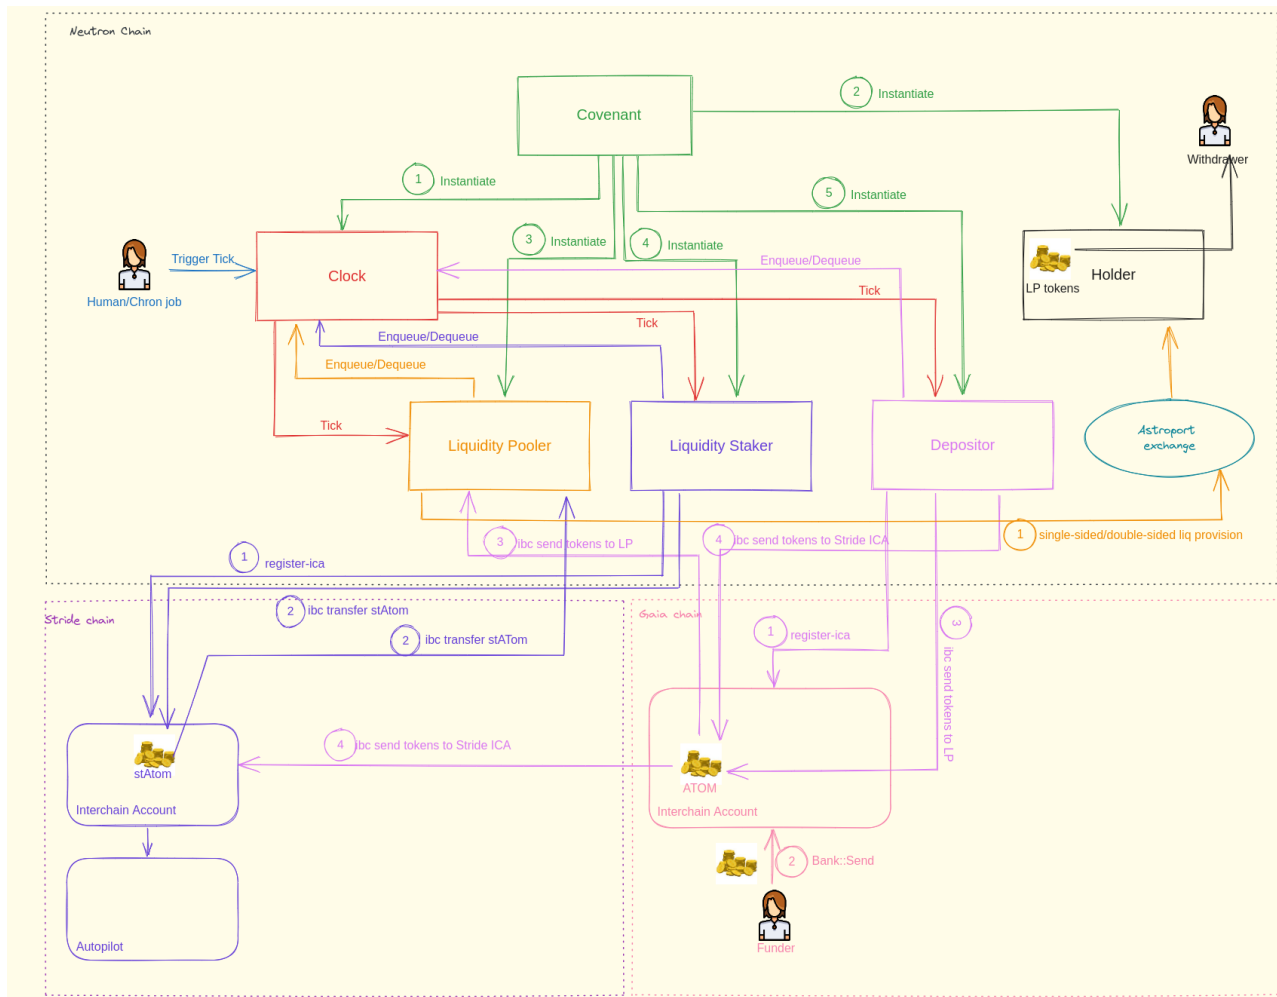 Neutron Chain
Covenant
2
Instantiate
Withdrawer
1
Instantiate
5
Instantiate
3
Instantiate
4
Instantiate
Trigger Tick
Human/Chron job
Clock
Enqueue/Dequeue
Tick
Tick
LP tokens
Holder
Enqueue/Dequeue
Enqueue/Dequeue
Tick
Liquidity Pooler
Liquidity Staker
Depositor
Astroport
exchange
3
ibc send tokens to LP
4
ibc send tokens to Stride ICA
1
single-sided/double-sided liq provision
1
register-ica
2
ibc transfer stAtom
Stride chain
Gaia chain
2
ibc transfer stATom
1
register-ica
3
ibc send tokens to LP
4
ibc send tokens to Stride ICA
stAtom
Interchain Account
ATOM
Interchain Account
2
Bank::Send
Autopilot
Funder